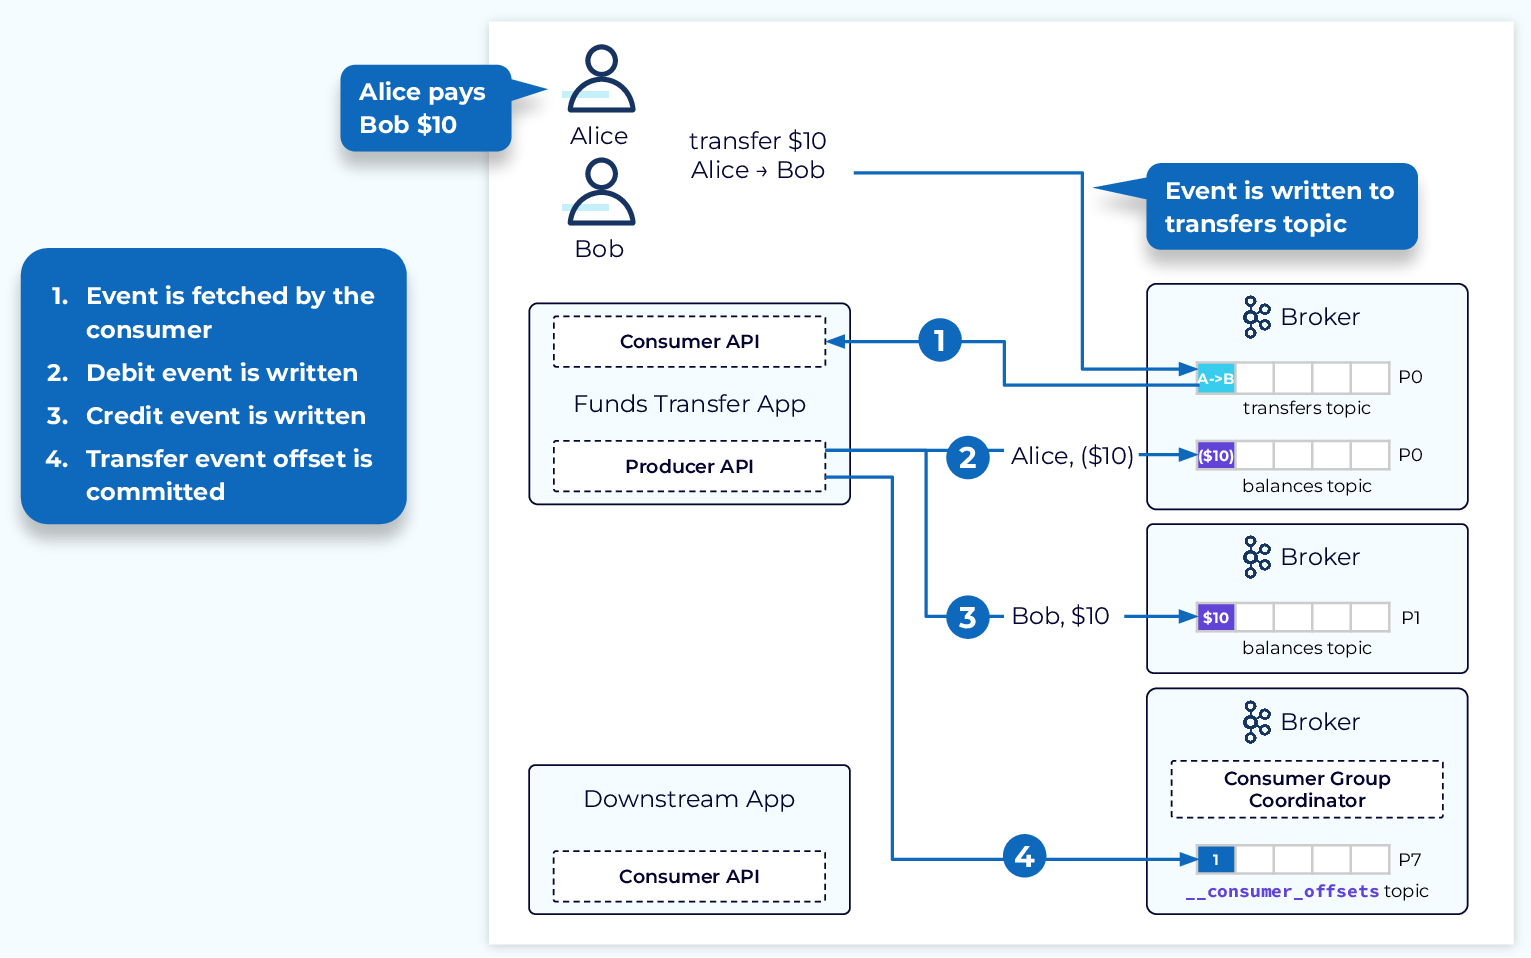 Alice pays
Bob $10
Alice
transfer $10
Alice → Bob
Bob
Event is written to
transfers topic
1. Event is fetched by the
consumer
2. Debit event is written
3. Credit event is written
4. Transfer event offset is
committed
Consumer API
Funds Transfer App
Producer API
1
2
Alice, ($10)
3
Bob, $10
4
Broker
A->B
P0
transfers topic
($10)
P0
balances topic
Broker
$10
P1
balances topic
Broker
Consumer Group
Coordinator
1
P7
__consumer_offsets topic
Downstream App
Consumer API